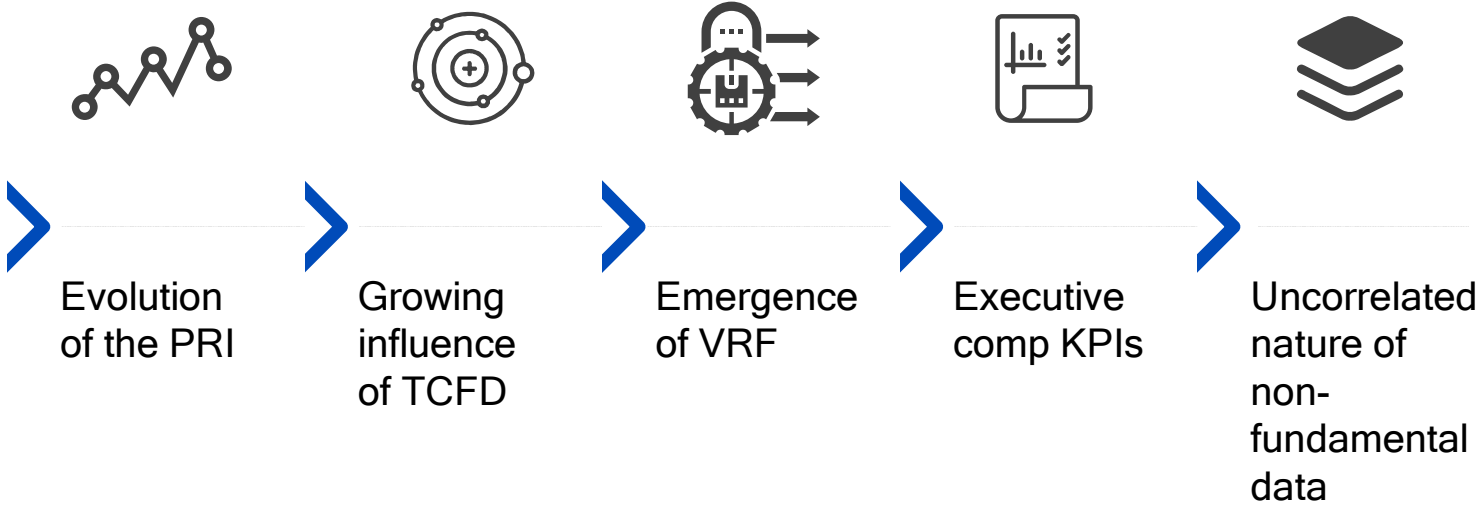 Evolution
of the PRI
Growing
influence
of TCFD
Emergence
of VRF
Executive
comp KPIs
Uncorrelated
nature of
non-
fundamental
data